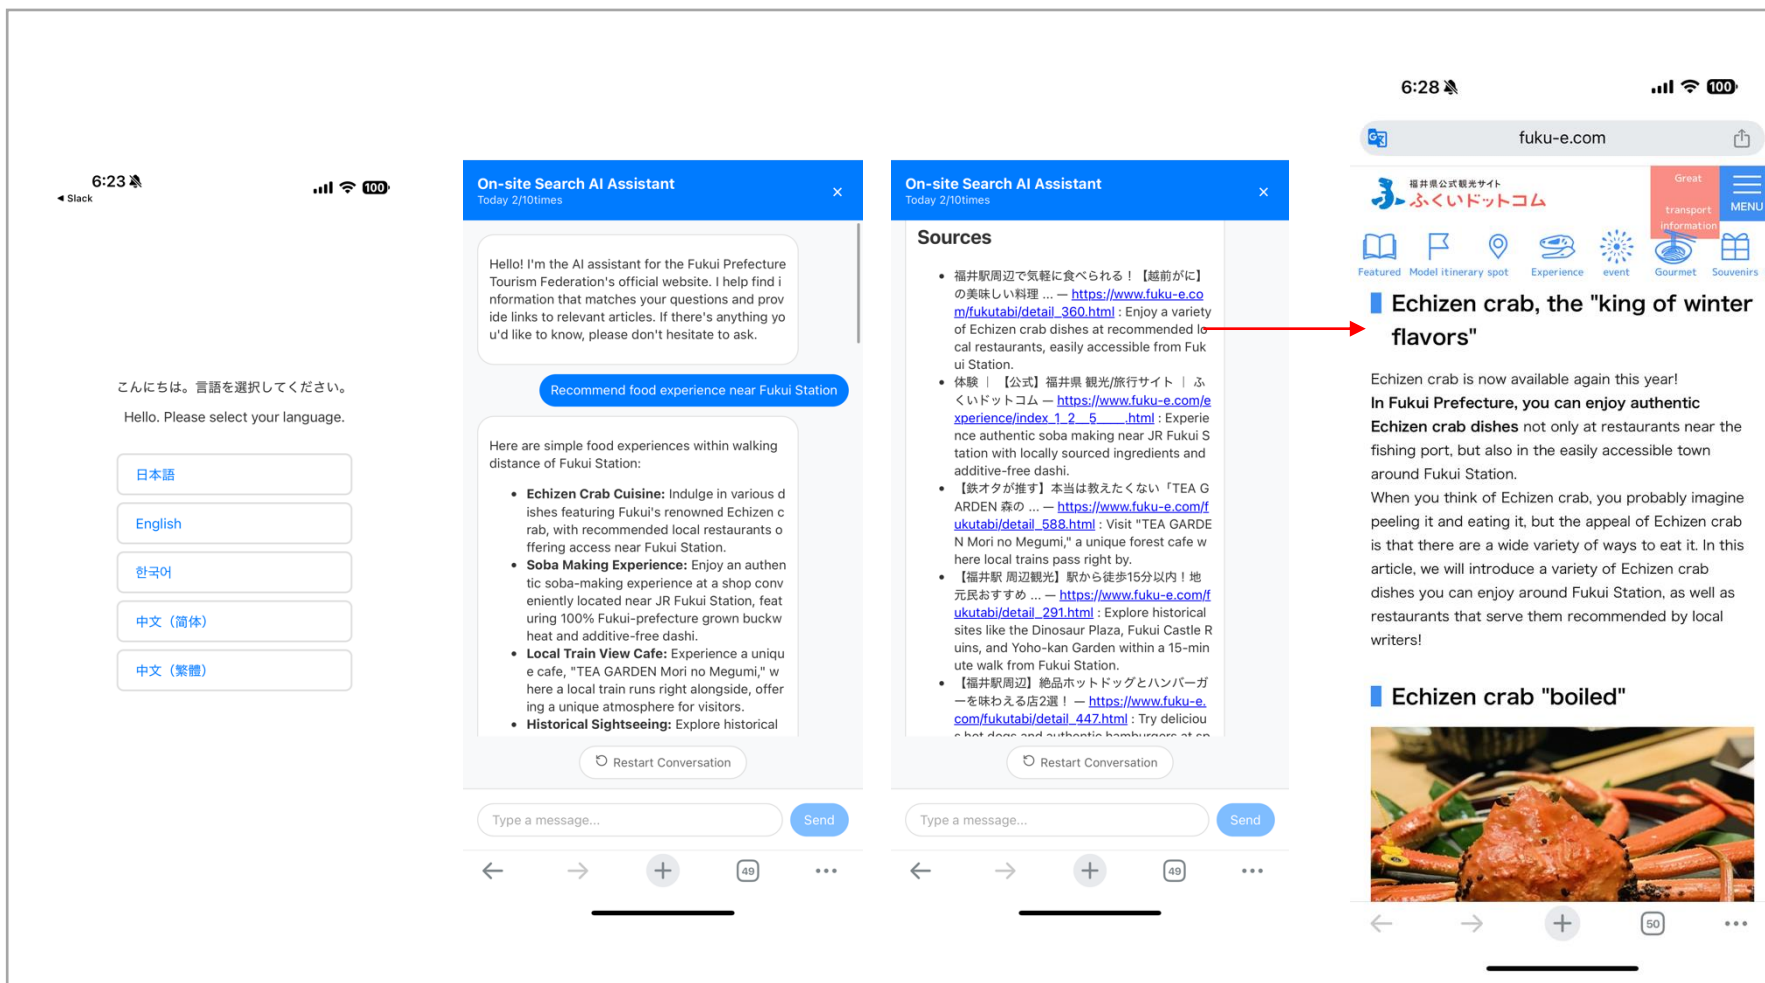 6:23
100
◀ Slack
こんにちは。言語を選択してください。
Hello. Please select your language.
日本語
English
한국어
中文（简体）
中文（繁體）
On-site Search AI Assistant
Today 2/10times
×
Hello! I'm the AI assistant for the Fukui Prefecture
Tourism Federation's official website. I help find i
nformation that matches your questions and prov
ide links to relevant articles. If there's anything yo
u'd like to know, please don't hesitate to ask.
Recommend food experience near Fukui Station
Here are simple food experiences within walking
distance of Fukui Station:
• Echizen Crab Cuisine: Indulge in various d
ishes featuring Fukui's renowned Echizen c
rab, with recommended local restaurants o
ffering access near Fukui Station.
• Soba Making Experience: Enjoy an authen
tic soba-making experience at a shop conv
eniently located near JR Fukui Station, feat
uring 100% Fukui-prefecture grown buckw
heat and additive-free dashi.
• Local Train View Cafe: Experience a uniqu
e cafe, "TEA GARDEN Mori no Megumi," w
here a local train runs right alongside, offer
ing a unique atmosphere for visitors.
• Historical Sightseeing: Explore historical
Restart Conversation
Type a message...
Send
49
On-site Search AI Assistant
Today 2/10times
×
Sources
• 福井駅周辺で気軽に食べられる！【越前がに】
の美味しい料理 ... — https://www.fuku-e.co
m/fukutabi/detail_360.html : Enjoy a variety
of Echizen crab dishes at recommended lo
cal restaurants, easily accessible from Fuk
ui Station.
• 体験 ｜ 【公式】福井県 観光/旅行サイト ｜ ふ
くいドットコム — https://www.fuku-e.com/e
xperience/index_1_2__5____.html : Experie
nce authentic soba making near JR Fukui S
tation with locally sourced ingredients and
additive-free dashi.
• 【鉄オタが推す】本当は教えたくない「TEA G
ARDEN 森の ... — https://www.fuku-e.com/f
ukutabi/detail_588.html : Visit "TEA GARDE
N Mori no Megumi," a unique forest cafe w
here local trains pass right by.
• 【福井駅 周辺観光】駅から徒歩15分以内！地
元民おすすめ ... — https://www.fuku-e.com/f
ukutabi/detail_291.html : Explore historical
sites like the Dinosaur Plaza, Fukui Castle R
uins, and Yoho-kan Garden within a 15-min
ute walk from Fukui Station.
• 【福井駅周辺】絶品ホットドッグとハンバーガ
ーを味わえる店2選！ — https://www.fuku-e.
com/fukutabi/detail_447.html : Try deliciou
s hot dogs and authentic hamburgers at sp
Restart Conversation
Type a message...
Send
49
6:28
100
fuku-e.com
福井県公式観光サイト
ふくいドットコム
Great
transport
information
MENU
Featured
Model itinerary
spot
Experience
event
Gourmet
Souvenirs
Echizen crab, the "king of winter
flavors"
Echizen crab is now available again this year!
In Fukui Prefecture, you can enjoy authentic
Echizen crab dishes not only at restaurants near the
fishing port, but also in the easily accessible town
around Fukui Station.
When you think of Echizen crab, you probably imagine
peeling it and eating it, but the appeal of Echizen crab
is that there are a wide variety of ways to eat it. In this
article, we will introduce a variety of Echizen crab
dishes you can enjoy around Fukui Station, as well as
restaurants that serve them recommended by local
writers!
Echizen crab "boiled"
50